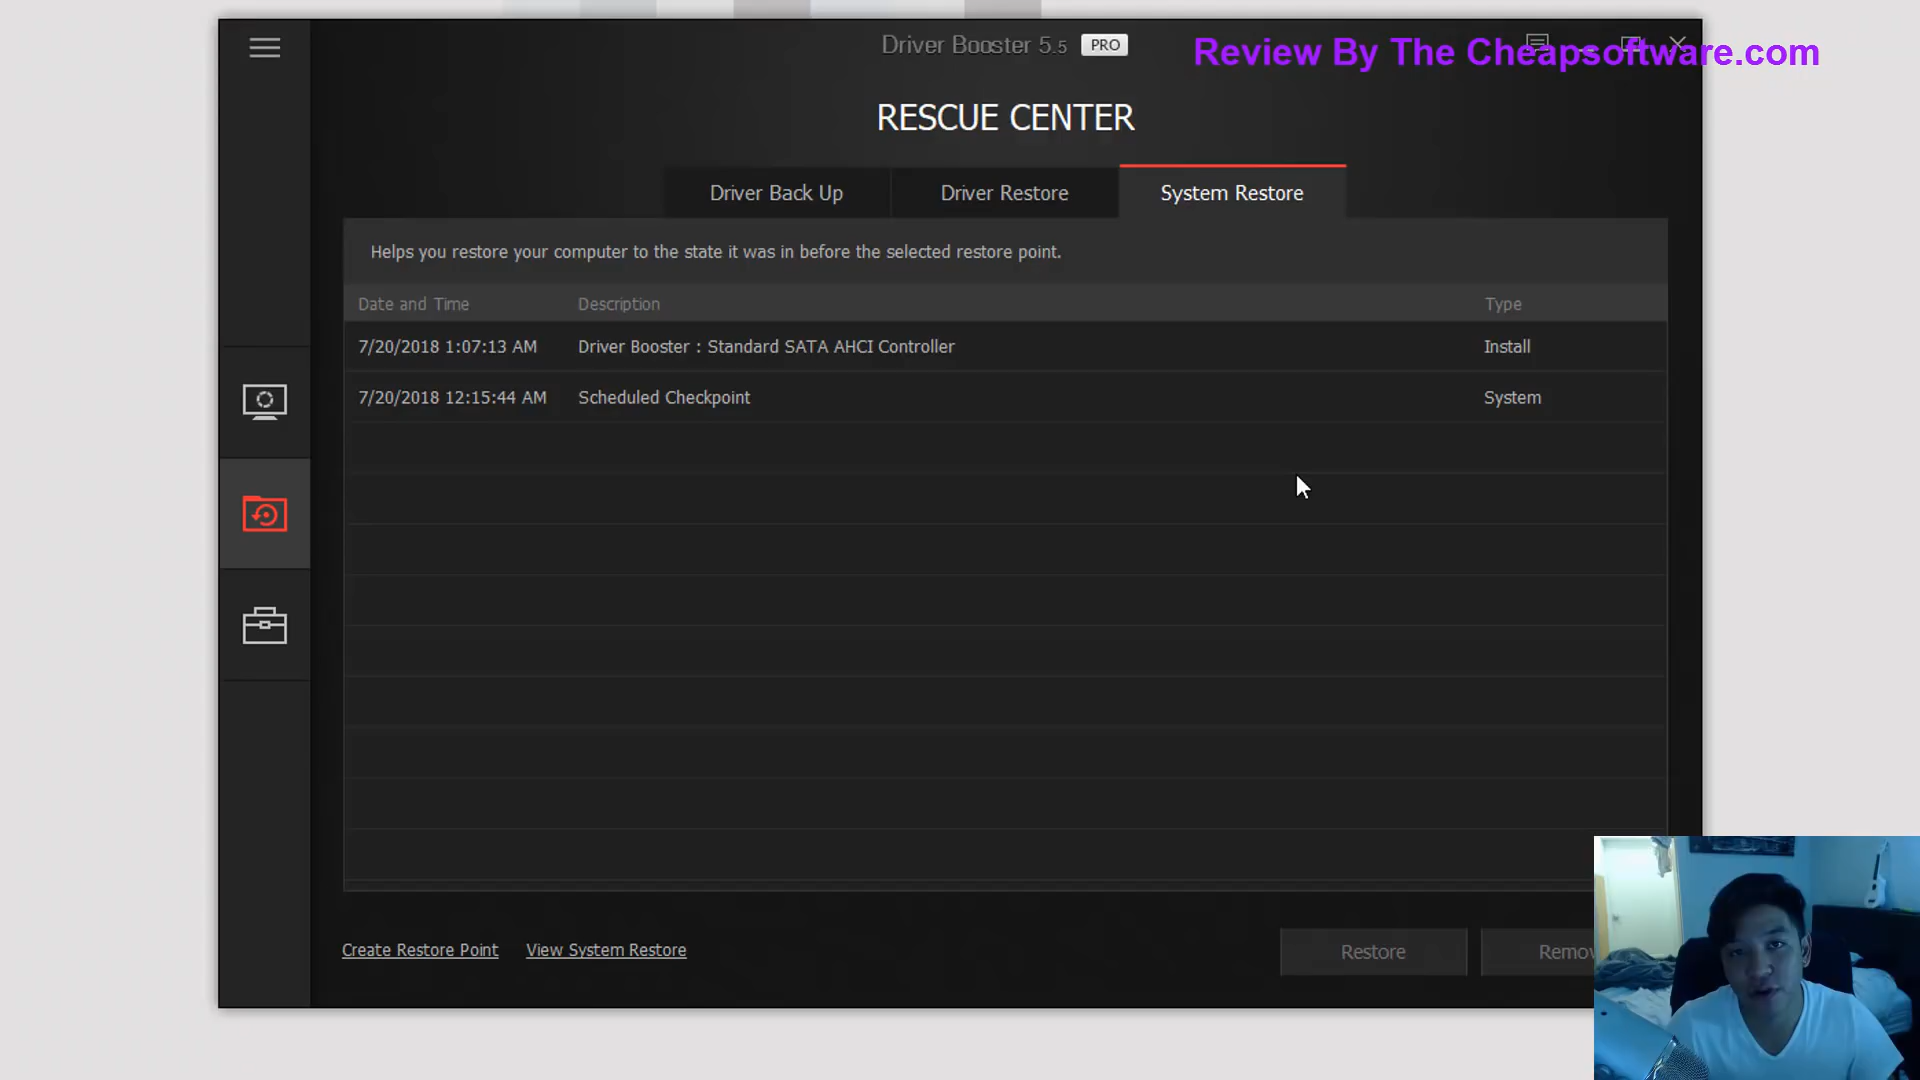 Driver Booster 5.5 PRO
Review By The Cheapsoftware.com
RESCUE CENTER
Driver Back Up
Driver Restore
System Restore
Helps you restore your computer to the state it was in before the selected restore point.
Date and Time
Description
Type
7/20/2018 1:07:13 AM
Driver Booster : Standard SATA AHCI Controller
Install
7/20/2018 12:15:44 AM
Scheduled Checkpoint
System
Create Restore Point
View System Restore
Restore